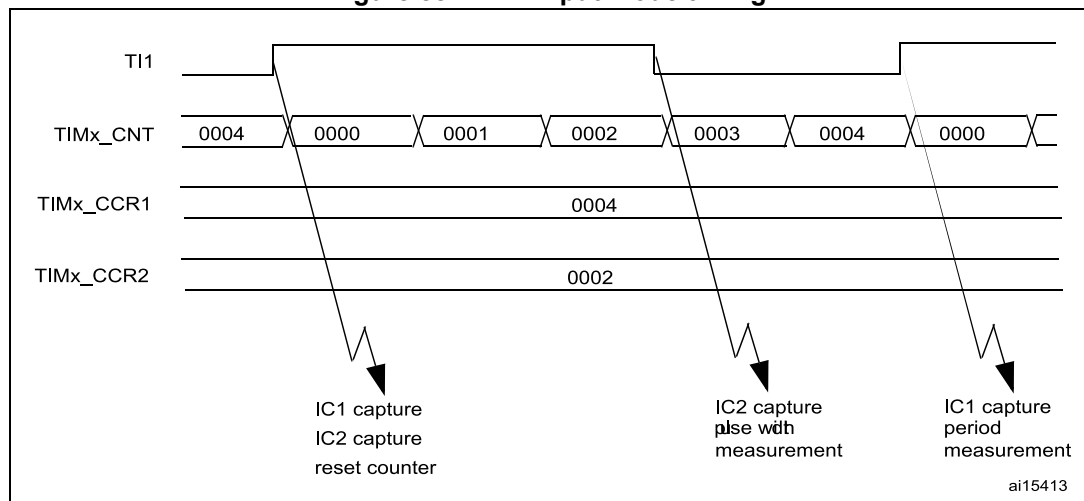 TI1
TIMx_CNT 0004 0000 0001 0002 0003 0004 0000
TIMx_CCR1 0004
TIMx_CCR2 0002
IC1 capture
IC2 capture
reset counter
IC2 capture
measurement
IC1 capture
period
measurement
ai15413